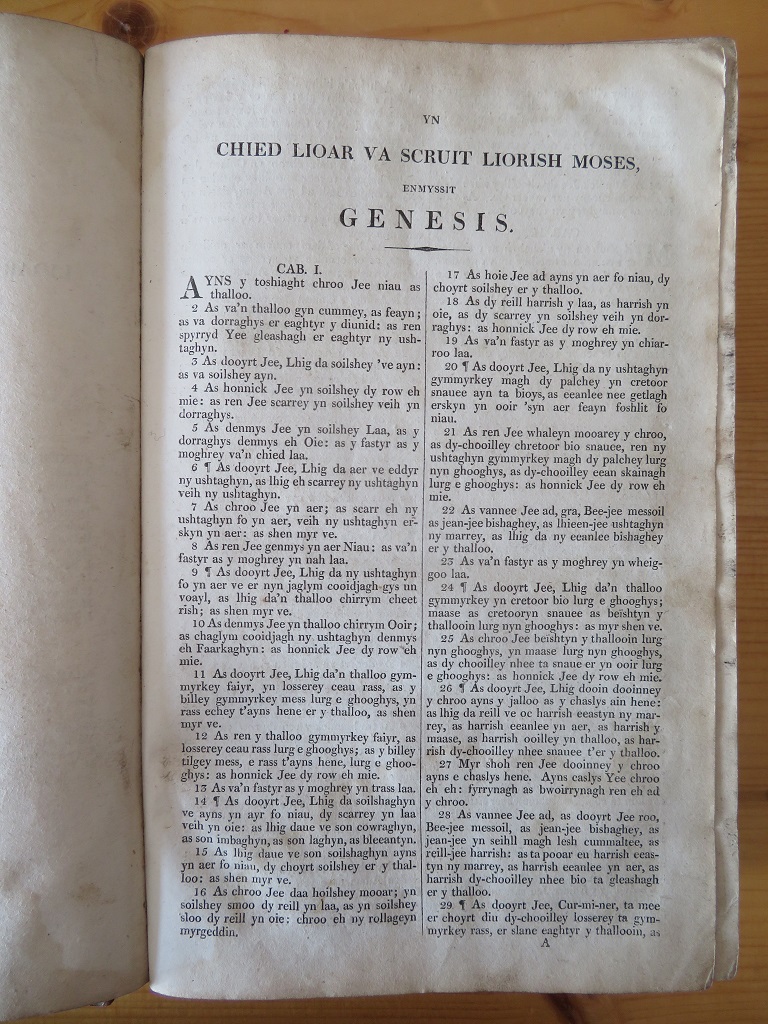 YN
CHIED LIOAR VA SCRUIT LIORISH MOSES,
ENMYSSIT
GENESIS.
CAB. I.
AYNS y toshiaght chroo Jee niau as
thalloo.
2 As va'n thalloo gyn cummey, as feayn;
as va dorraghys er eaghtyr y diunid: as ren
spyrryd Yee gleashagh er eaghtyr ny ush-
taghyn.
3 As dooyrt Jee, Lhig da soilshey 've ayn:
as va soilshey ayn.
4 As honnick Jee yn soilshey dy row eh
mie: as ren Jee scarrey yn soilshey veih yn
dorraghys.
5 As denmys Jee yn soilshey Laa, as y
dorraghys denmys eh Oie: as y fastyr as y
moghrey va'n chied laa.
6 ¶ As dooyrt Jee, Lhig da aer ve eddyr
ny ushtaghyn, as lhig eh scarrey ny ushtaghyn
veih ny ushtaghyn.
7 As chroo Jee yn aer; as scarr eh ny
ushtaghyn fo yn aer, veih ny ushtaghyn er-
skyn yn aer: as shen myr ve.
8 As ren Jee genmys yn aer Niau: as va'n
fastyr as y moghrey yn nah laa.
9 ¶ As dooyrt Jee, Lhig da ny ushtaghyn
fo yn aer ve er nyn jaglym cooidjagh gys un
voayl, as lhig da'n thalloo chirrym cheet
rish; as shen myr ve.
10 As denmys Jee yn thalloo chirrym Ooir;
as chaglym cooidjagh ny ushtaghyn denmys
eh Faarkaghyn: as honnick Jee dy row eh
mie.
11 As dooyrt Jee, Lhig da'n thalloo gym-
myrkey faiyr, yn losserey ceau rass, as y
billey gymmyrkey mess lurg e ghooghys, yn
rass echey t'ayns hene er y thalloo, as shen
myr ve.
12 As ren y thalloo gymmyrkey faiyr, as
losserey ceau rass lurg e ghooghys; as y billey
tilgey mess, e rass t'ayns hene, lurg e ghoo-
ghys: as honnick Jee dy row eh mie.
13 As va'n fastyr as y moghrey yn trass laa.
14 ¶ As dooyrt Jee, Lhig da soilshaghyn
ve ayns yn ayr fo niau, dy scarrey yn laa
veih yn oie: as lhig daue ve son cowraghyn,
as son imbaghyn, as son laghyn, as bleeantyn.
15 As lhig daue ve son soilshaghyn ayns
yn aer fo niau, dy choyrt soilshey er y thal-
loo: as shen myr ve.
16 As chroo Jee daa hoilshey mooar; yn
soilshey smoo dy reill yn laa, as yn soilshey
sloo dy reill yn oie: chroo eh ny rollageyn
myrgeddin.
17 As hoie Jee ad ayns yn aer fo niau, dy
choyrt soilshey er y thalloo.
18 As dy reill harrish y laa, as harrish yn
oie, as dy scarrey yn soilshey veih yn dor-
raghys: as honnick Jee dy row eh mie.
19 As va'n fastyr as y moghrey yn chiar-
roo laa.
20 ¶ As dooyrt Jee, Lhig da ny ushtaghyn
gymmyrkey magh dy palchey yn cretoor
snauee ayn ta bioys, as eeanlee nee getlagh
erskyn yn ooir 'syn aer feayn foshlit fo
niau.
21 As ren Jee whaleyn mooarey y chroo,
as dy-chooilley chretoor bio snauee, ren ny
ushtaghyn gymmyrkey magh dy palchey lurg
nyn ghooghys, as dy-chooilley eean skainagh
lurg e ghooghys: as honnick Jee dy row eh
mie.
22 As vannee Jee ad, gra, Bee-jee messoil
as jean-jee bishaghey, as lhieen-jee ushtaghyn
ny marrey, as lhig da ny eeanlee bishaghey
er y thalloo.
23 As va'n fastyr as y moghrey yn wheig-
goo laa.
24 ¶ As dooyrt Jee, Lhig da'n thalloo
gymmyrkey yn cretoor bio lurg e ghooghys;
maase as cretooryn snauee as beishtyn y
thallooin lurg nyn ghooghys: as myr shen ve.
25 As chroo Jee beishtyn y thallooin lurg
nyn ghooghys, yn maase lurg nyn ghooghys,
as dy chooilley nhee ta snaue er yn ooir lurg
e ghooghys: as honnick Jee dy row eh mie.
26 ¶ As dooyrt Jee, Lhig dooin dooinney
y chroo ayns y jalloo as y chaslys ain hene:
as lhig da reill ve oc harrish eeastyn ny mar-
rey, as harrish eeanlee yn aer, as harrish y
maase, as harrish ooilley yn thalloo, as har-
rish dy-chooilley nhee snauee t'er y thalloo.
27 Myr shoh ren Jee dooinney y chroo
ayns e chaslys hene. Ayns caslys Yee chroo
eh eh: fyrrynagh as bwoirrynagh ren eh ad
y chroo.
28 As vannee Jee ad, as dooyrt Jee roo,
Bee-jee messoil, as jean-jee bishaghey, as
jean-jee yn seihll magh lesh cummaltee, as
reill-jee harrish: as ta pooar eu harrish eeas-
tyn ny marrey, as harrish eeanlee yn aer, as
harrish dy-chooilley nhee bio ta gleashagh
er y thalloo.
29 ¶ As dooyrt Jee, Cur-mi-ner, ta mee
er choyrt diu dy-chooilley losserey ta gym-
myrkey rass, er slane eaghtyr y thallooin, as
A